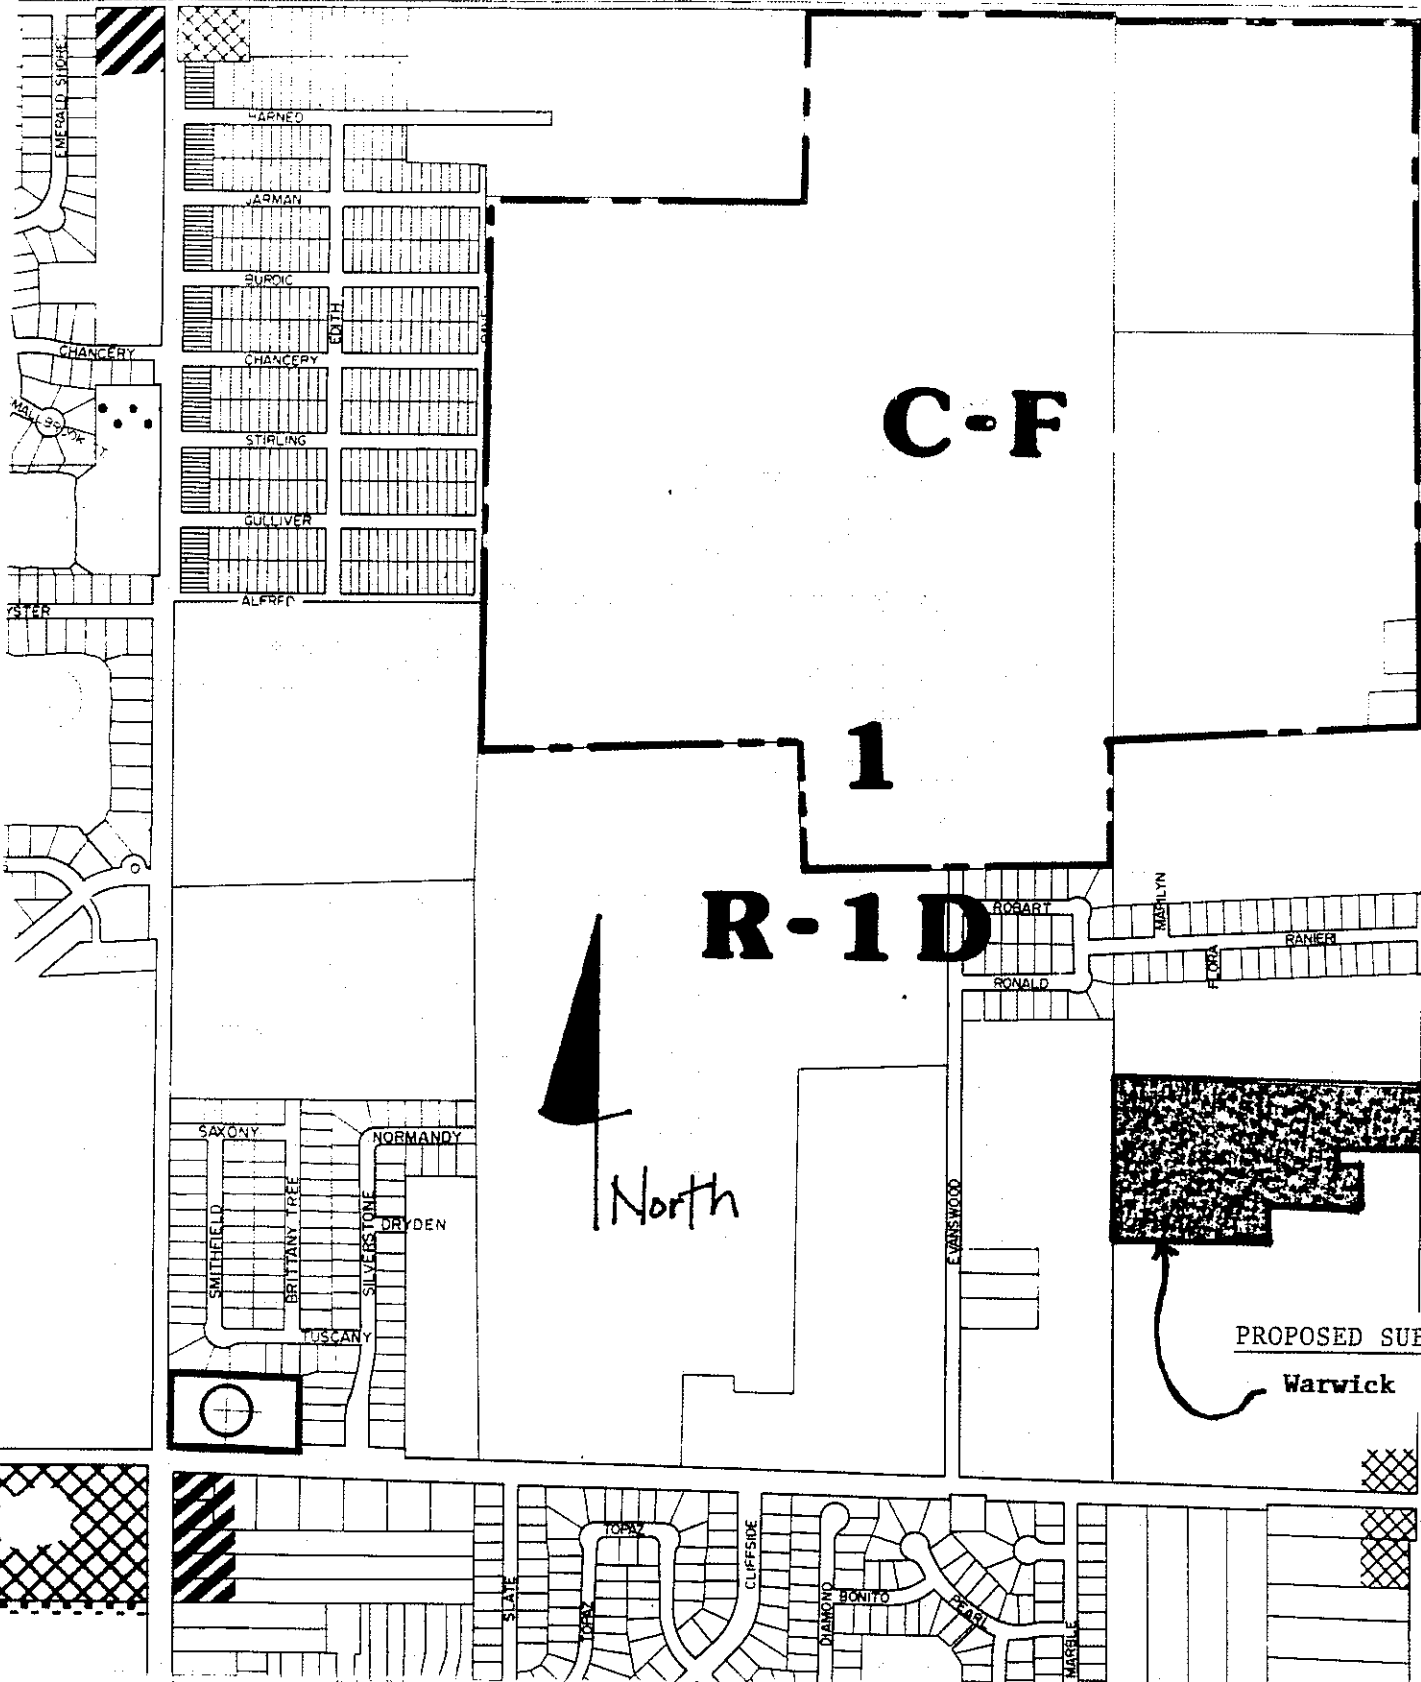 EMERALD SHORE
HARNED
JARMAN
BURDIC
EDITH
CHANCERY
CHANCERY
C-F
STIRLING
GULLIVER
ALFRED
YSTER
1
R-1D
ROBART
MARILYN
RANIERI
FLORA
RONALD
SAXONY
NORMANDY
North
SMITHFIELD
BRITTANY TREE
SILVERSTONE
DRYDEN
EVANSWOOD
TUSCANY
PROPOSED SUB
Warwick
TOPAZ
CLIFFSIDE
SLATE
TOPAZ
DIAMOND
BONITO
PEARL
MARBLE